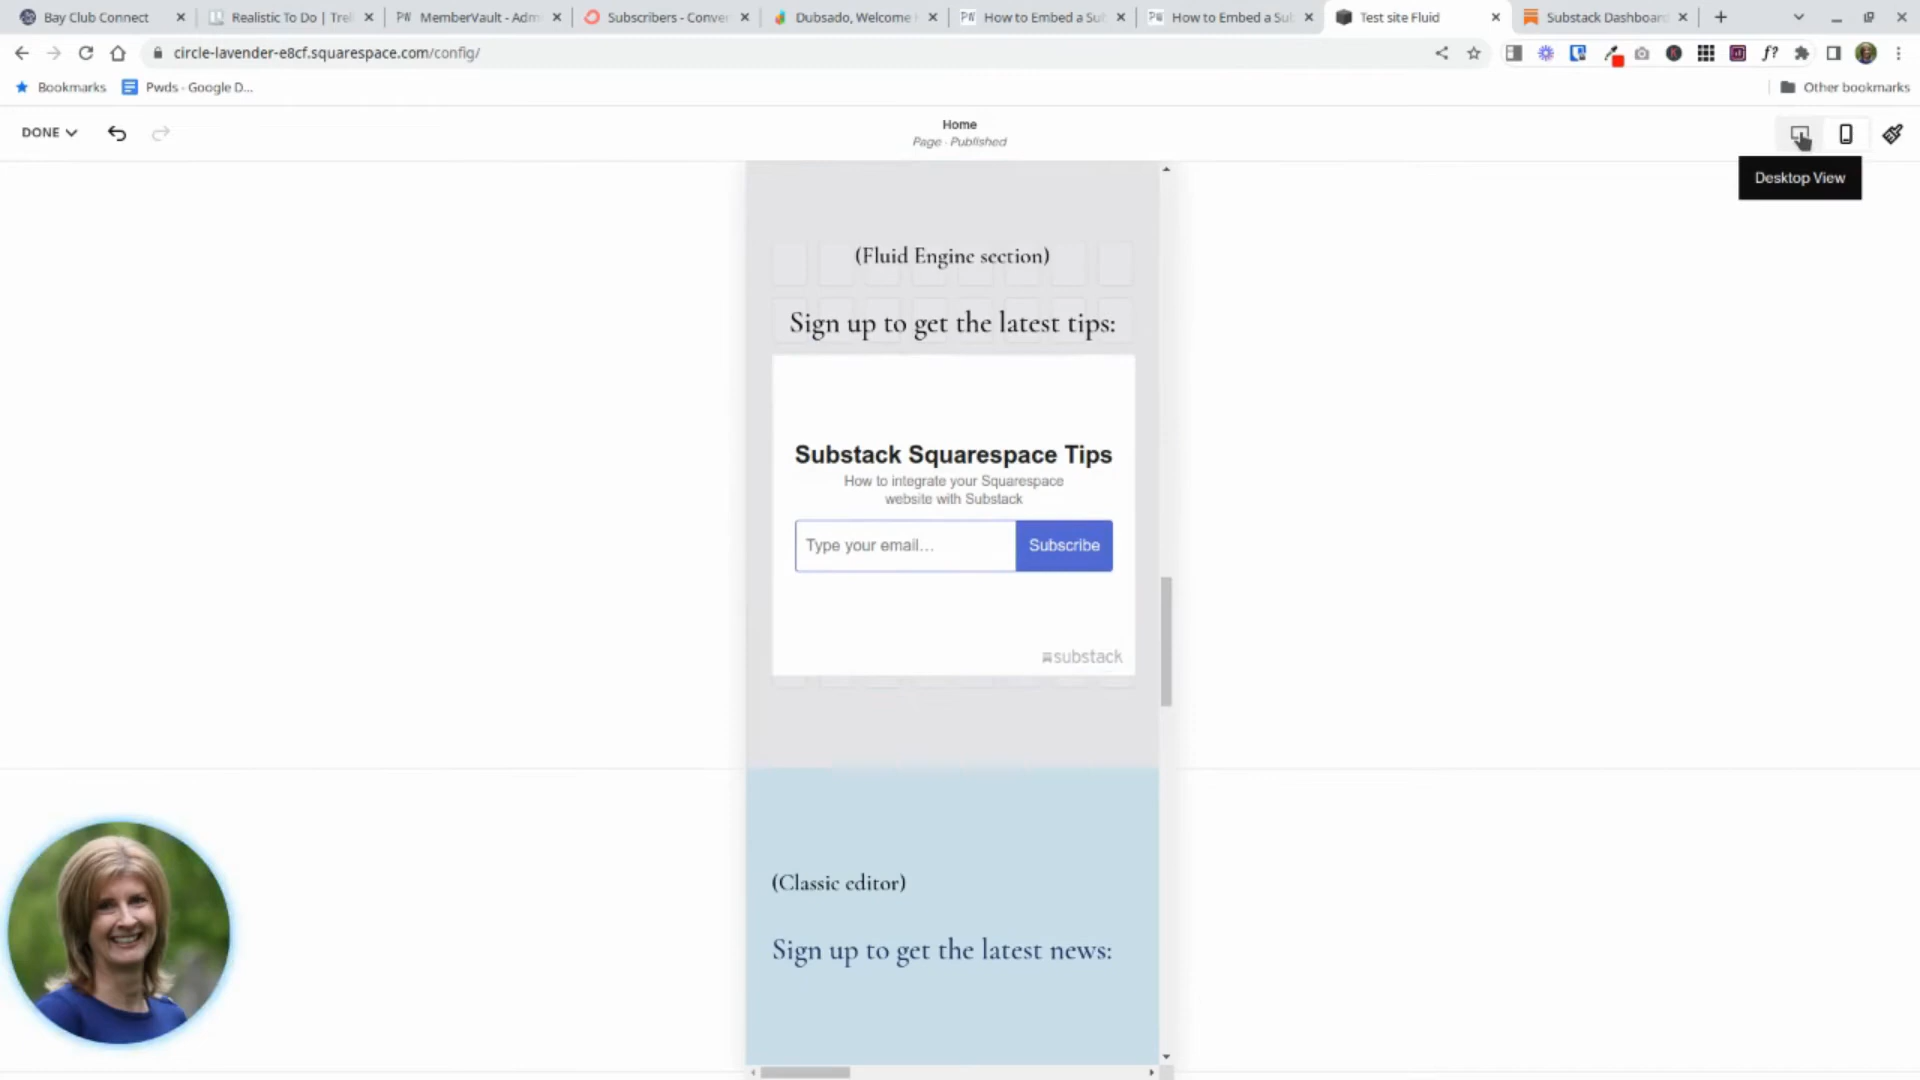 Bay Club Connect
Realistic To Do | Trel
PW MemberVault - Adm
Subscribers - Conver
Dubsado, Welcome
PW How to Embed a Su
PW How to Embed a Su
Test site Fluid
Substack Dashboard
circle-lavender-e8cf.squarespace.com/config/
f?
Bookmarks
Pwds - Google D...
Other bookmarks
DONE
Home
Page · Published
Desktop View
(Fluid Engine section)
Sign up to get the latest tips:
Substack Squarespace Tips
How to integrate your Squarespace
website with Substack
Type your email...
Subscribe
substack
(Classic editor)
Sign up to get the latest news: